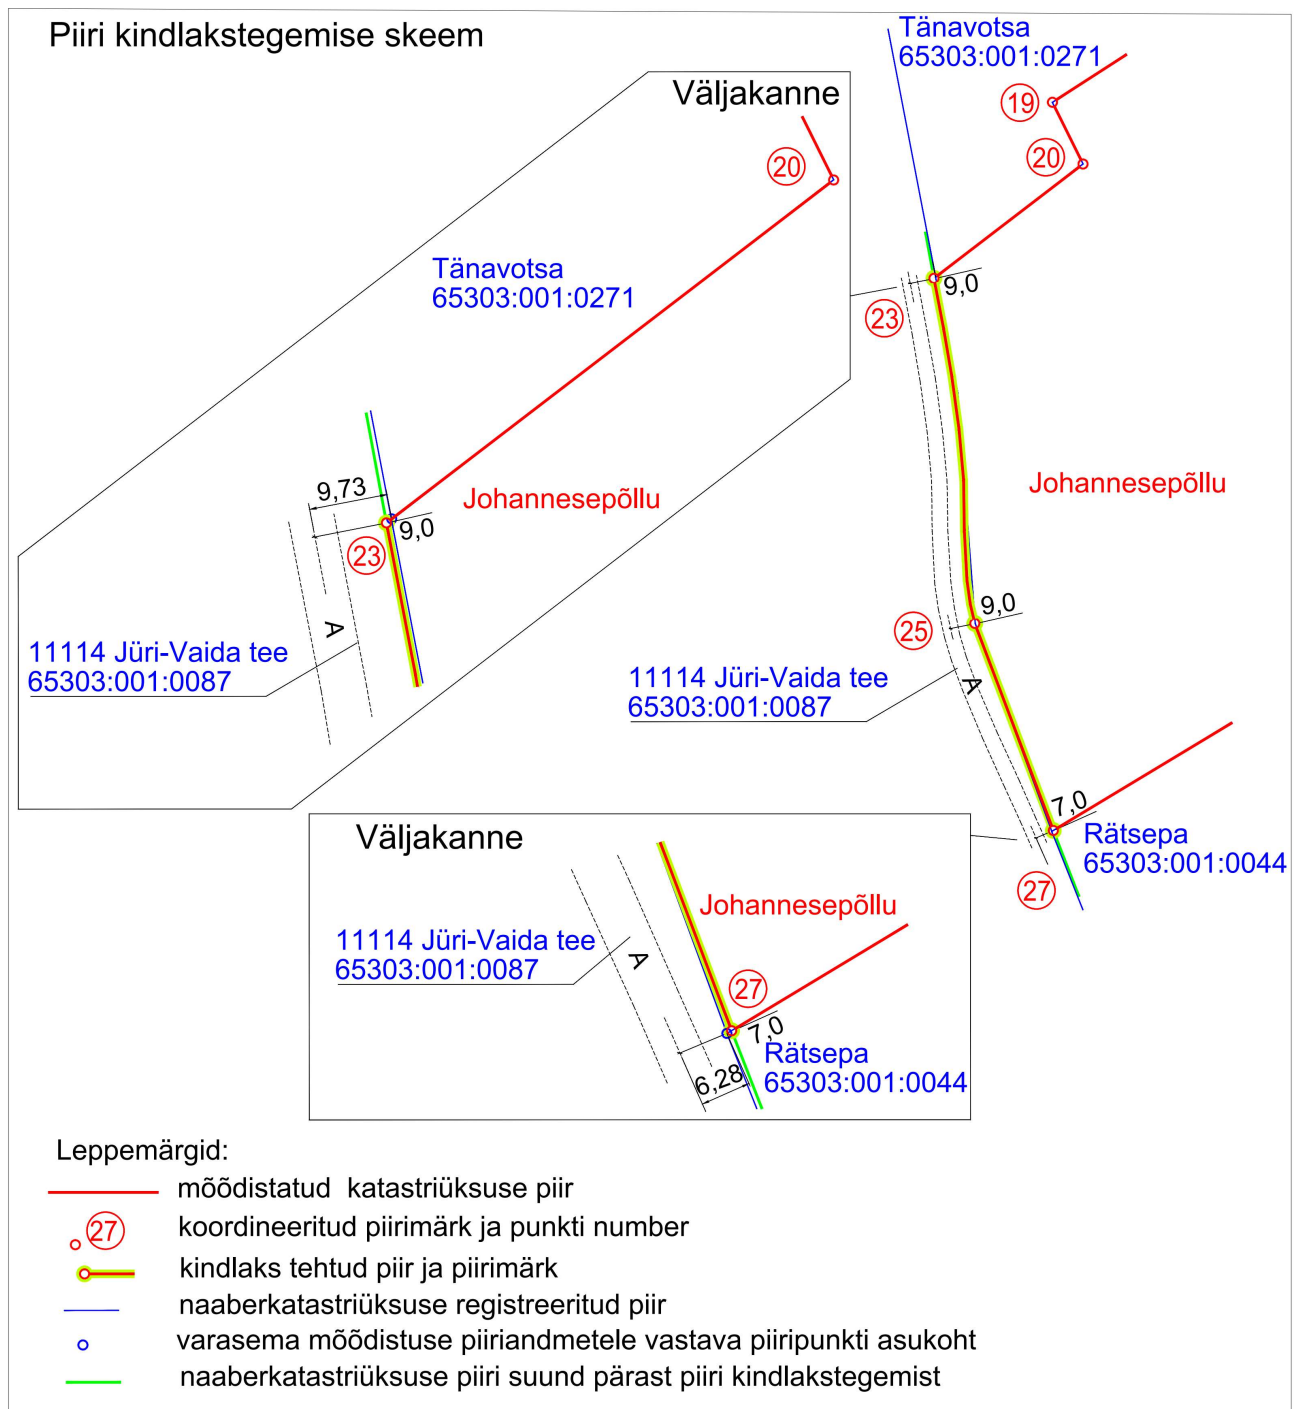 Piiri kindlakstegemise skeem
Väljakanne
20
Tänavotsa
65303:001:0271
9,73
Johannesepõllu
9,0
23
A
11114 Jüri-Vaida tee
65303:001:0087
Tänavotsa
65303:001:0271
19
20
9,0
23
Johannesepõllu
9,0
25
11114 Jüri-Vaida tee
65303:001:0087
A
7,0
Rätsepa
65303:001:0044
27
Väljakanne
Johannesepõllu
11114 Jüri-Vaida tee
65303:001:0087
A
27
7,0
Rätsepa
65303:001:0044
6,28
Leppemärgid:
mõõdistatud katastriüksuse piir
27 koordineeritud piirimärk ja punkti number
kindlaks tehtud piir ja piirimärk
naaberkatastriüksuse registreeritud piir
varasema mõõdistuse piiriandmetele vastava piiripunkti asukoht
naaberkatastriüksuse piiri suund pärast piiri kindlakstegemist